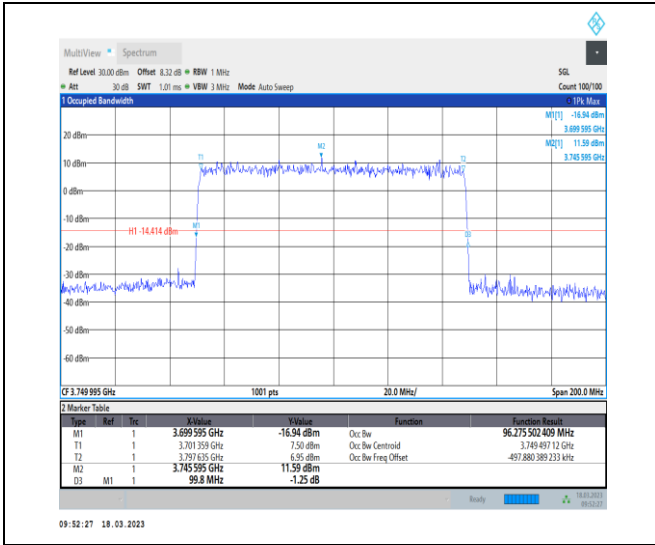 MultiView Spectrum
Ref Level 30.00 dBm Offset 8.32 dB RBW 1 MHz SGL
Att 30 dB SWT 1.01 ms VBW 3 MHz Mode Auto Sweep Count 100/100
1 Occupied Bandwidth 1Pk Max
M1[1] -16.94 dBm
3.699 595 GHz
M2[1] 11.59 dBm
3.745 595 GHz
20 dBm
M2
T1
T2
10 dBm
0 dBm
-10 dBm
M1
H1 -14.414 dBm
D3
-20 dBm
-30 dBm
-40 dBm
-50 dBm
-60 dBm
CF 3.749 995 GHz 1001 pts 20.0 MHz/ Span 200.0 MHz
2 Marker Table
Type Ref Trc X-Value Y-Value Function Function Result
M1 1 3.699 595 GHz -16.94 dBm Occ Bw 96.275 502 409 MHz
T1 1 3.701 359 GHz 7.50 dBm Occ Bw Centroid 3.749 497 12 GHz
T2 1 3.797 635 GHz 6.95 dBm Occ Bw Freq Offset -497.880 389 233 kHz
M2 1 3.745 595 GHz 11.59 dBm
D3 M1 1 99.8 MHz -1.25 dB
Ready 18.03.2023
09:52:27
09:52:27 18.03.2023